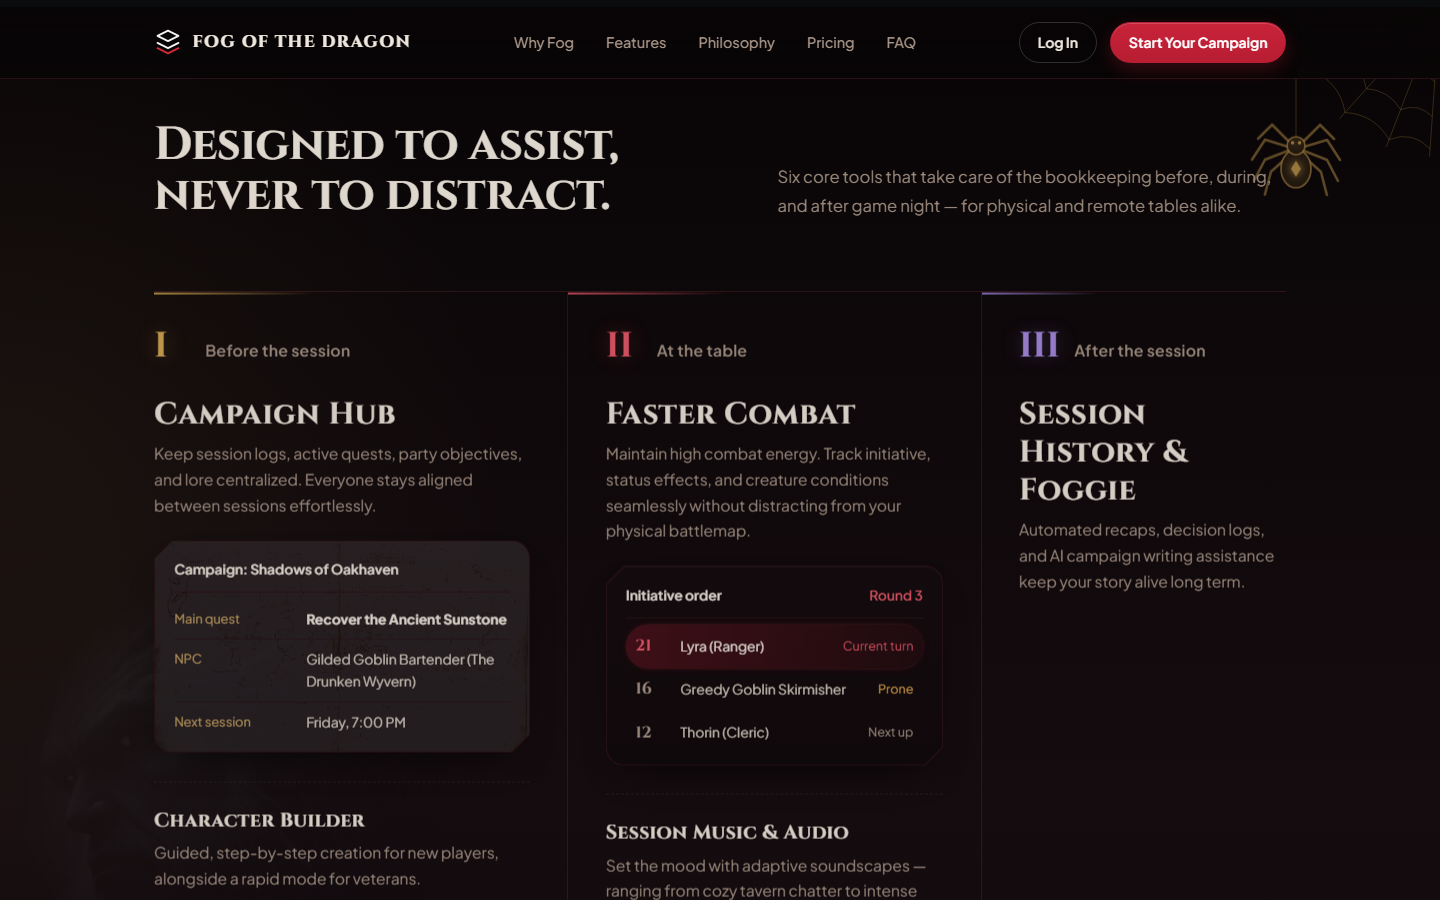 FOG OF THE DRAGON
Why Fog
Features
Philosophy
Pricing
FAQ
Log In
Start Your Campaign
DESIGNED TO ASSIST,
NEVER TO DISTRACT.
Six core tools that take care of the bookkeeping before, during,
and after game night — for physical and remote tables alike.
I
Before the session
CAMPAIGN HUB
Keep session logs, active quests, party objectives,
and lore centralized. Everyone stays aligned
between sessions effortlessly.
Campaign: Shadows of Oakhaven
Main quest
Recover the Ancient Sunstone
NPC
Gilded Goblin Bartender (The
Drunken Wyvern)
Next session
Friday, 7:00 PM
CHARACTER BUILDER
Guided, step-by-step creation for new players,
alongside a rapid mode for veterans.
II
At the table
FASTER COMBAT
Maintain high combat energy. Track initiative,
status effects, and creature conditions
seamlessly without distracting from your
physical battlemap.
Initiative order
Round 3
21
Lyra (Ranger)
Current turn
16
Greedy Goblin Skirmisher
Prone
12
Thorin (Cleric)
Next up
SESSION MUSIC & AUDIO
Set the mood with adaptive soundscapes —
ranging from cozy tavern chatter to intense
III
After the session
SESSION
HISTORY &
FOGGIE
Automated recaps, decision logs,
and AI campaign writing assistance
keep your story alive long term.